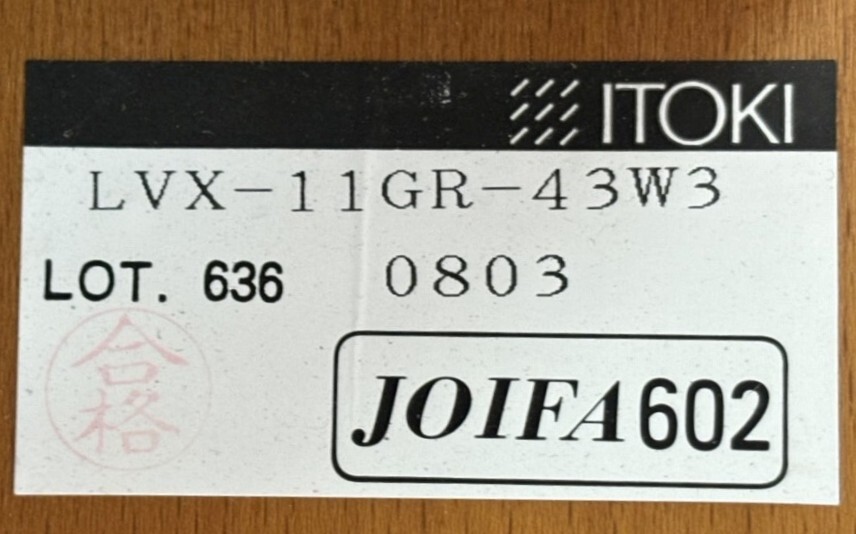 ITOKI
LVX-11GR-43W3
LOT. 636 0803
合格
JOIFA602